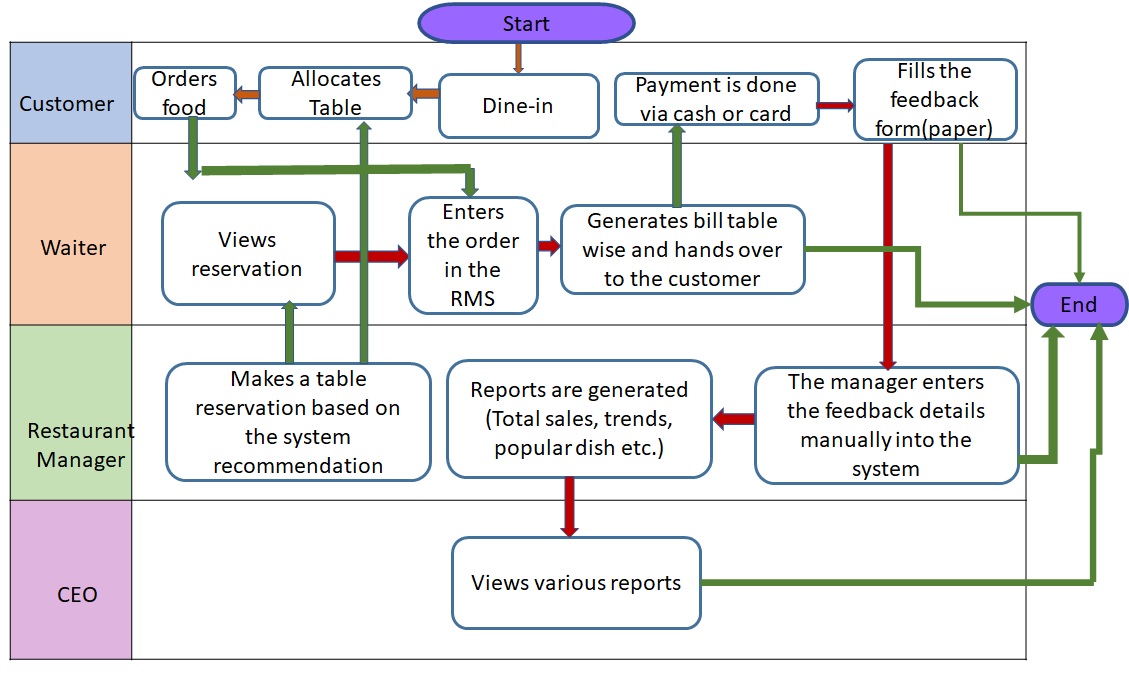 Start
Customer
Orders
food
Allocates
Table
Dine-in
Payment is done
via cash or card
Fills the
feedback
form(paper)
Waiter
Views
reservation
Enters
the order
in the
RMS
Generates bill table
wise and hands over
to the customer
End
Restaurant
Manager
Makes a table
reservation based on
the system
recommendation
Reports are generated
(Total sales, trends,
popular dish etc.)
The manager enters
the feedback details
manually into the
system
CEO
Views various reports